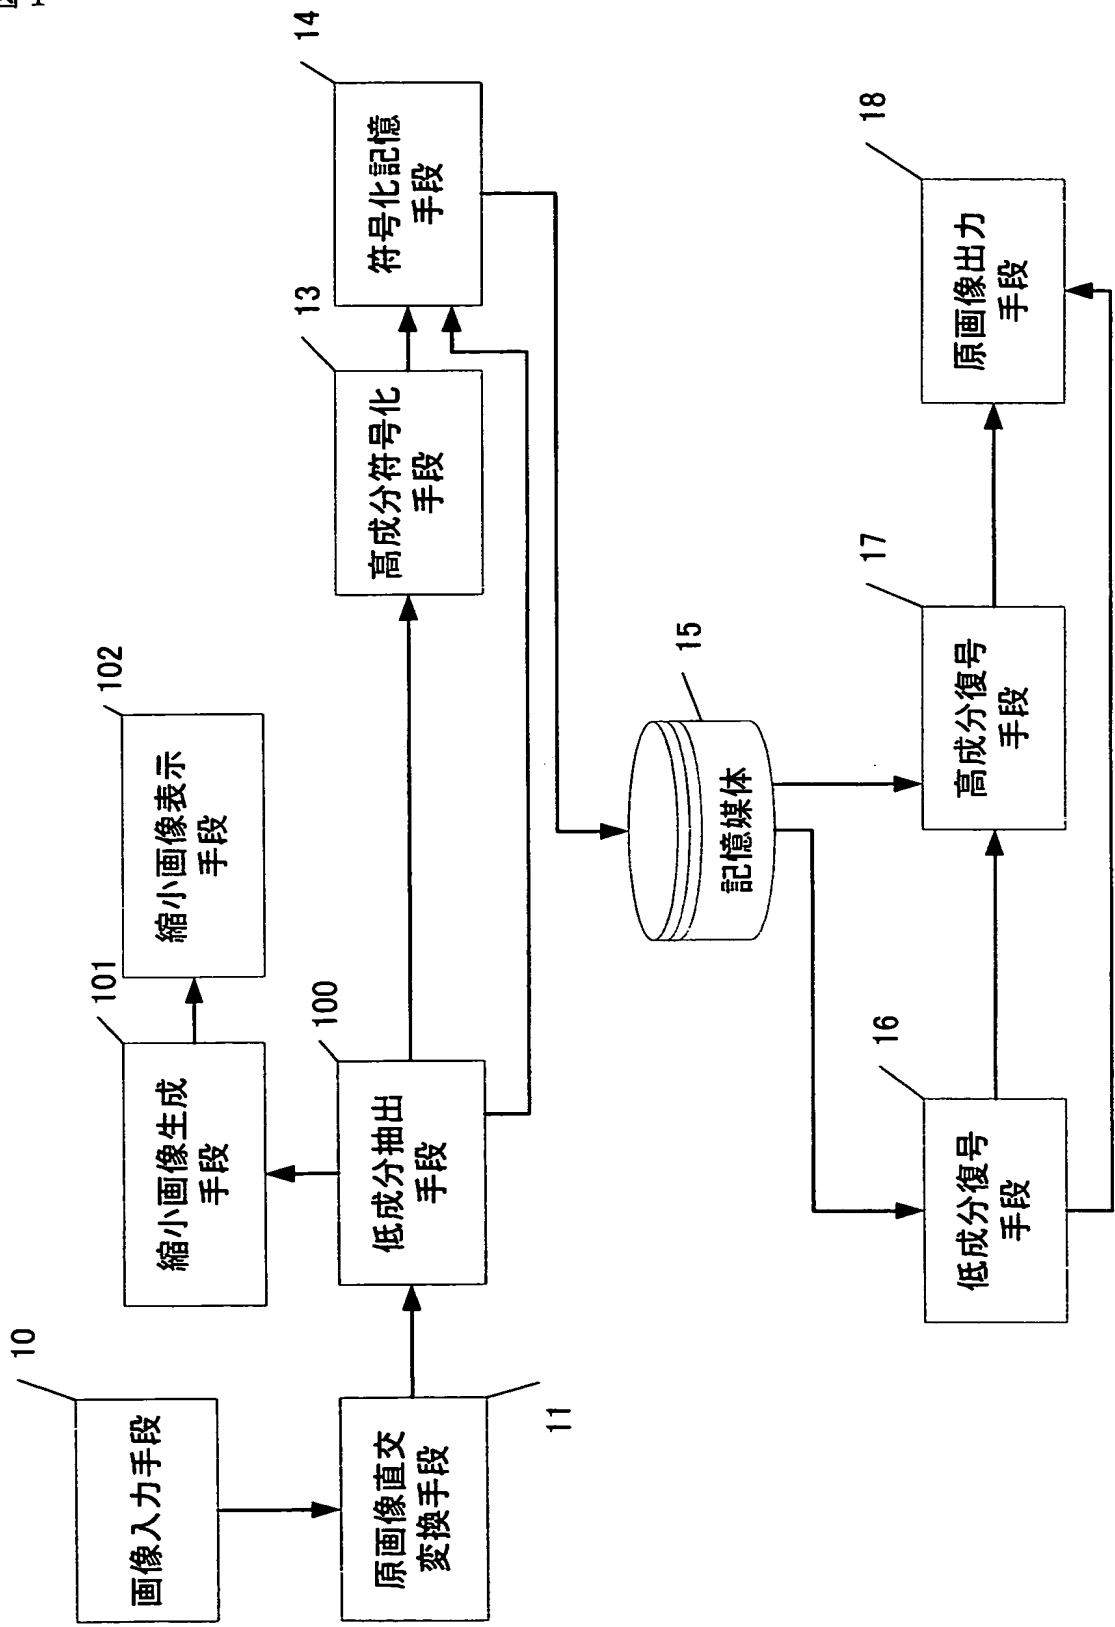 図1
10
画像入力手段
11
原画像直交
変換手段
100
低成分抽出
手段
101
縮小画像生成
手段
102
縮小画像表示
手段
13
高成分符号化
手段
14
符号化記憶
手段
15
記憶媒体
16
低成分復号
手段
17
高成分復号
手段
18
原画像出力
手段